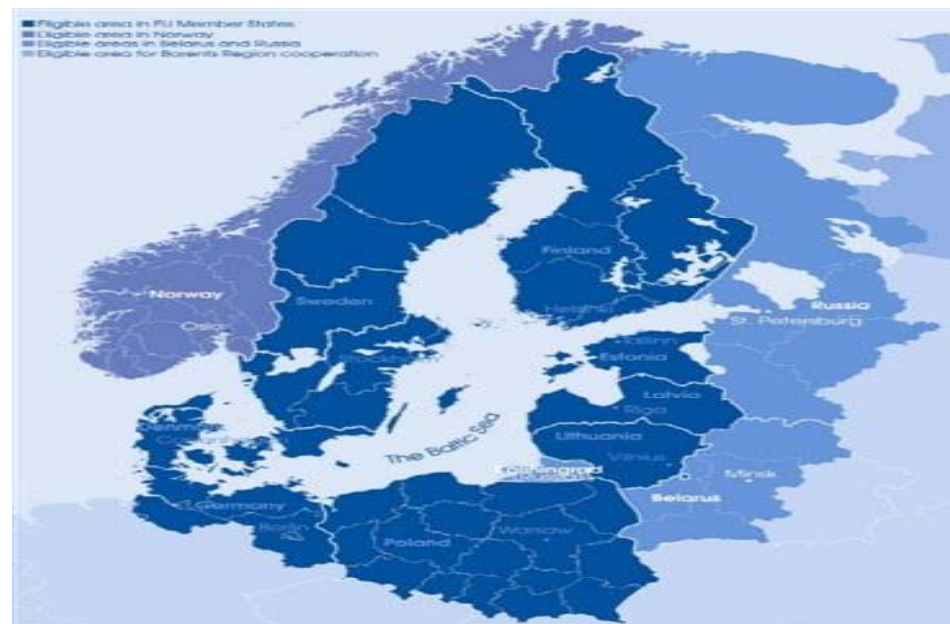 Eligible area in EU Member States
Eligible area in Norway
Eligible areas in Belarus and Russia
Eligible area for Barents Region cooperation
Finland
Norway
Sweden
Helsinki
Russia
Oslo
St. Petersburg
Tallinn
Estonia
Latvia
Riga
The Baltic Sea
Lithuania
Vilnius
Minsk
Belarus
Germany
Berlin
Warsaw
Poland